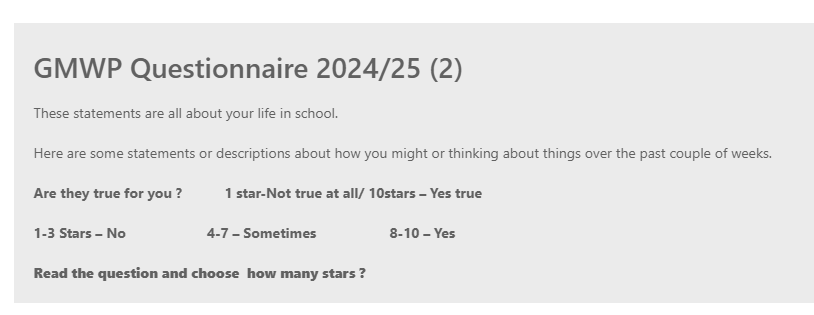 GMWP Questionnaire 2024/25 (2)
These statements are all about your life in school.
Here are some statements or descriptions about how you might or thinking about things over the past couple of weeks.
Are they true for you ? 1 star-Not true at all/ 10stars – Yes true
1-3 Stars – No 4-7 – Sometimes 8-10 – Yes
Read the question and choose how many stars ?